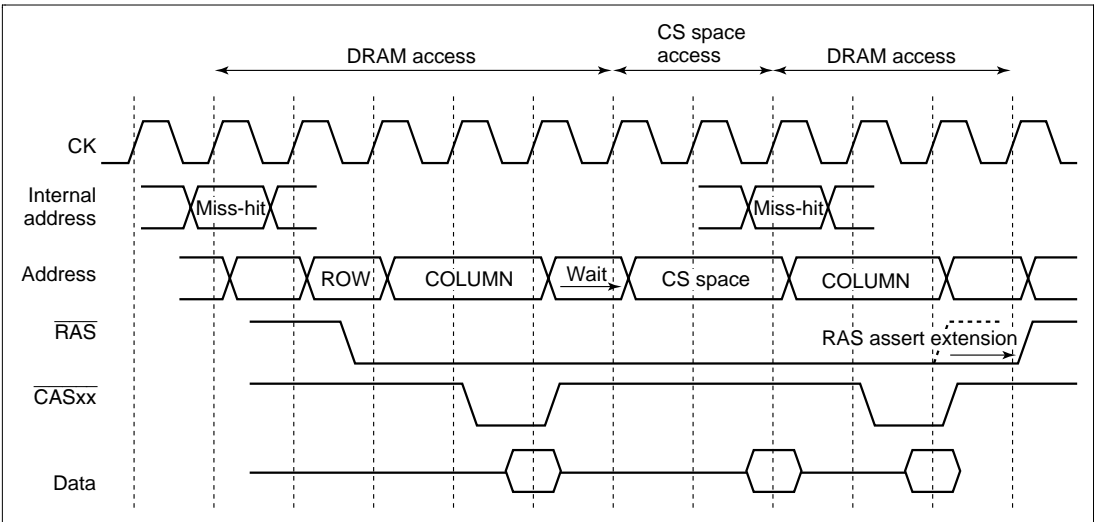 CS space
access
DRAM access
DRAM access
CK
Internal
address
Miss-hit
Miss-hit
Address
ROW
COLUMN
Wait
CS space
COLUMN
RAS
RAS assert extension
CASxx
Data